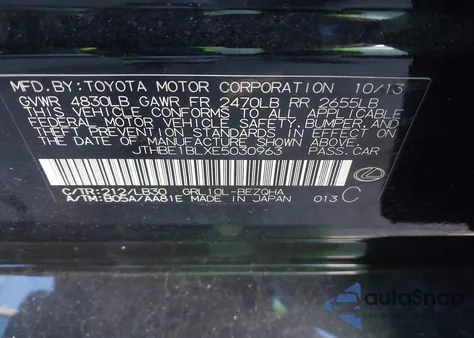 MFD. BY: TOYOTA MOTOR CORPORATION 10/13
GVWR 4830LB GAWR FR 2470LB RR 2655LB
THIS VEHICLE CONFORMS TO ALL APPLICABLE
FEDERAL MOTOR VEHICLE SAFETY, BUMPER, AND
THEFT PREVENTION STANDARDS IN EFFECT ON
THE DATE OF MANUFACTURE SHOWN ABOVE.
JTHBE1BLXE5030963 PASS. CAR
C/TR: 212/LB30 GRL10L-BEZQHA
A/TM: B05A/AA81E MADE IN JAPAN 013 C
autoSnap